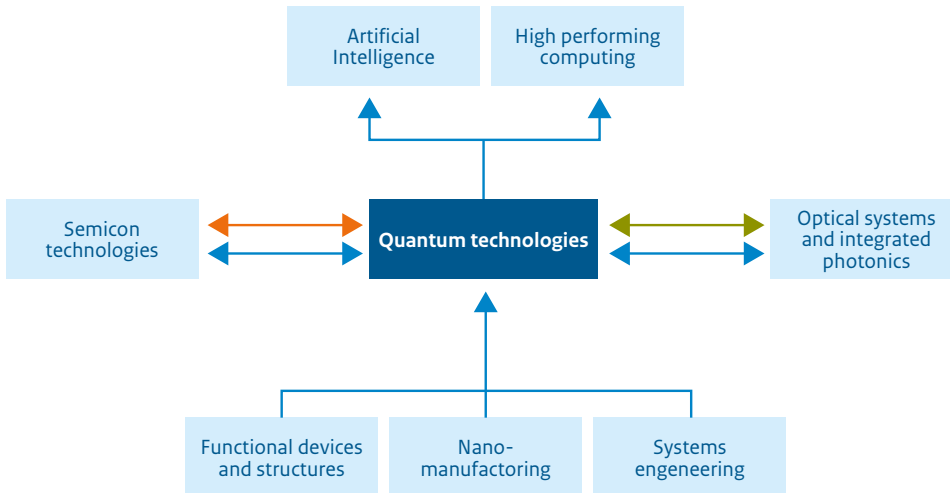 Artificial
Intelligence
High performing
computing
Semicon
technologies
Quantum technologies
Optical systems
and integrated
photonics
Functional devices
and structures
Nano-
manufactoring
Systems
engeneering